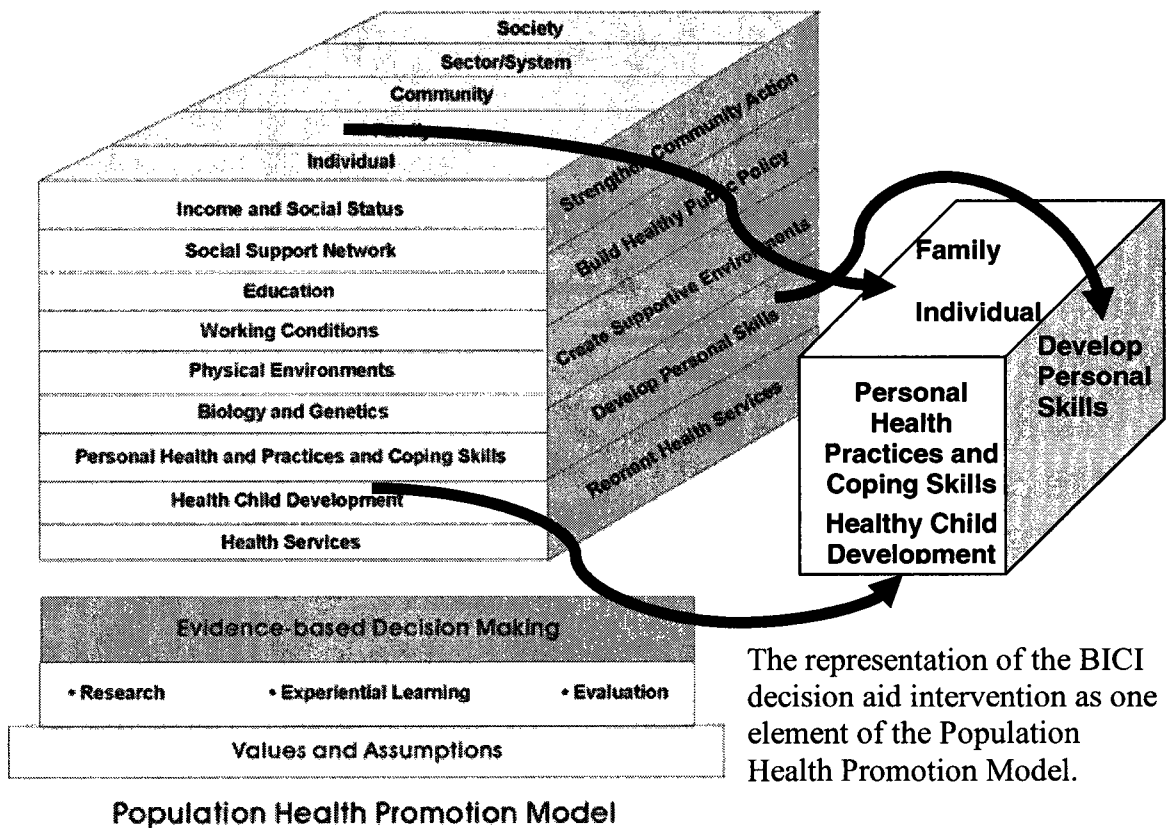 Society
Sector/System
Community
Family
Individual
Income and Social Status
Social Support Network
Education
Working Conditions
Physical Environments
Biology and Genetics
Personal Health and Practices and Coping Skills
Health Child Development
Health Services
Strengthen Community Action
Build Healthy Public Policy
Create Supportive Environments
Develop Personal Skills
Reorient Health Services
Family
Individual
Personal
Health
Practices and
Coping Skills
Healthy Child
Development
Develop
Personal
Skills
Evidence-based Decision Making
• Research • Experiential Learning • Evaluation
Values and Assumptions
Population Health Promotion Model
The representation of the BICI
decision aid intervention as one
element of the Population
Health Promotion Model.